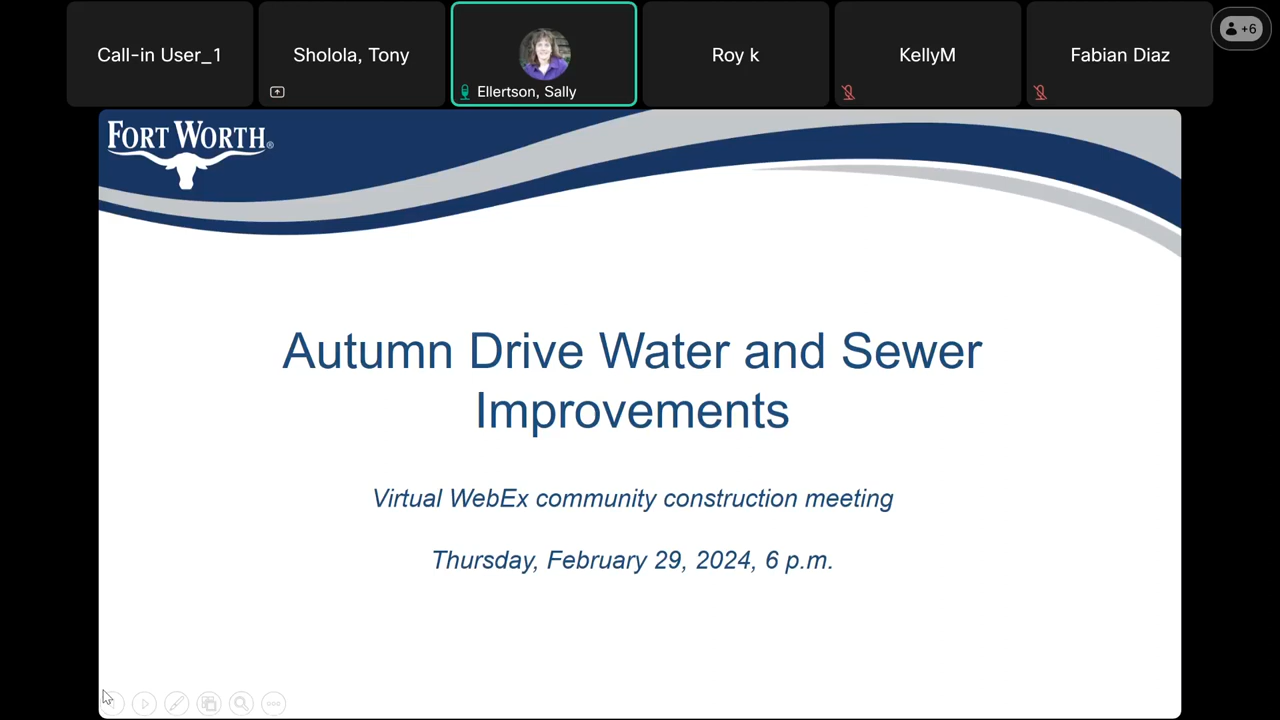 Call-in User_1
Sholola, Tony
Ellertson, Sally
Roy k
KellyM
Fabian Diaz
+6
FORT WORTH®
Autumn Drive Water and Sewer
Improvements
Virtual WebEx community construction meeting
Thursday, February 29, 2024, 6 p.m.